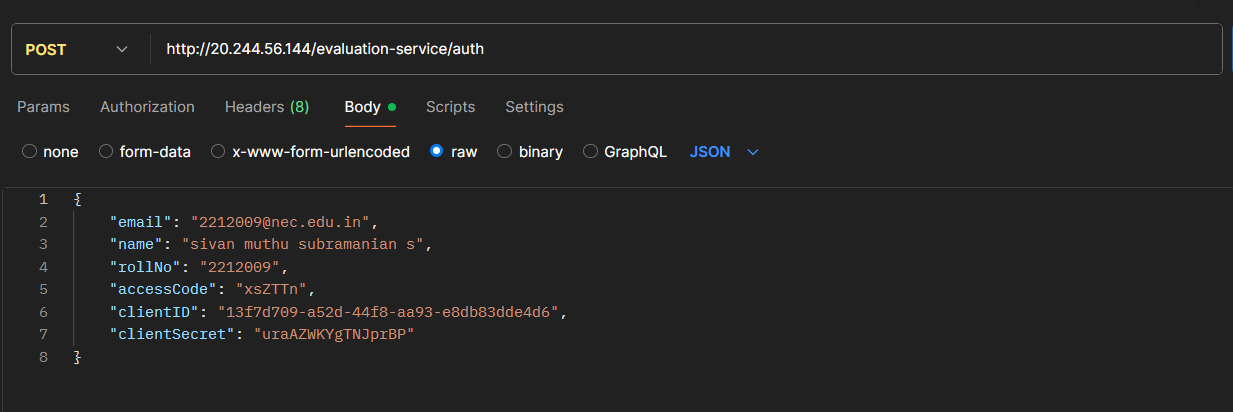 POST http://20.244.56.144/evaluation-service/auth
Params Authorization Headers (8) Body Scripts Settings
none form-data x-www-form-urlencoded raw binary GraphQL JSON
1 {
2 "email": "2212009@nec.edu.in",
3 "name": "sivan muthu subramanian s",
4 "rollNo": "2212009",
5 "accessCode": "xsZTTn",
6 "clientID": "13f7d709-a52d-44f8-aa93-e8db83dde4d6",
7 "clientSecret": "uraAZWKYgTNJprBP"
8 }